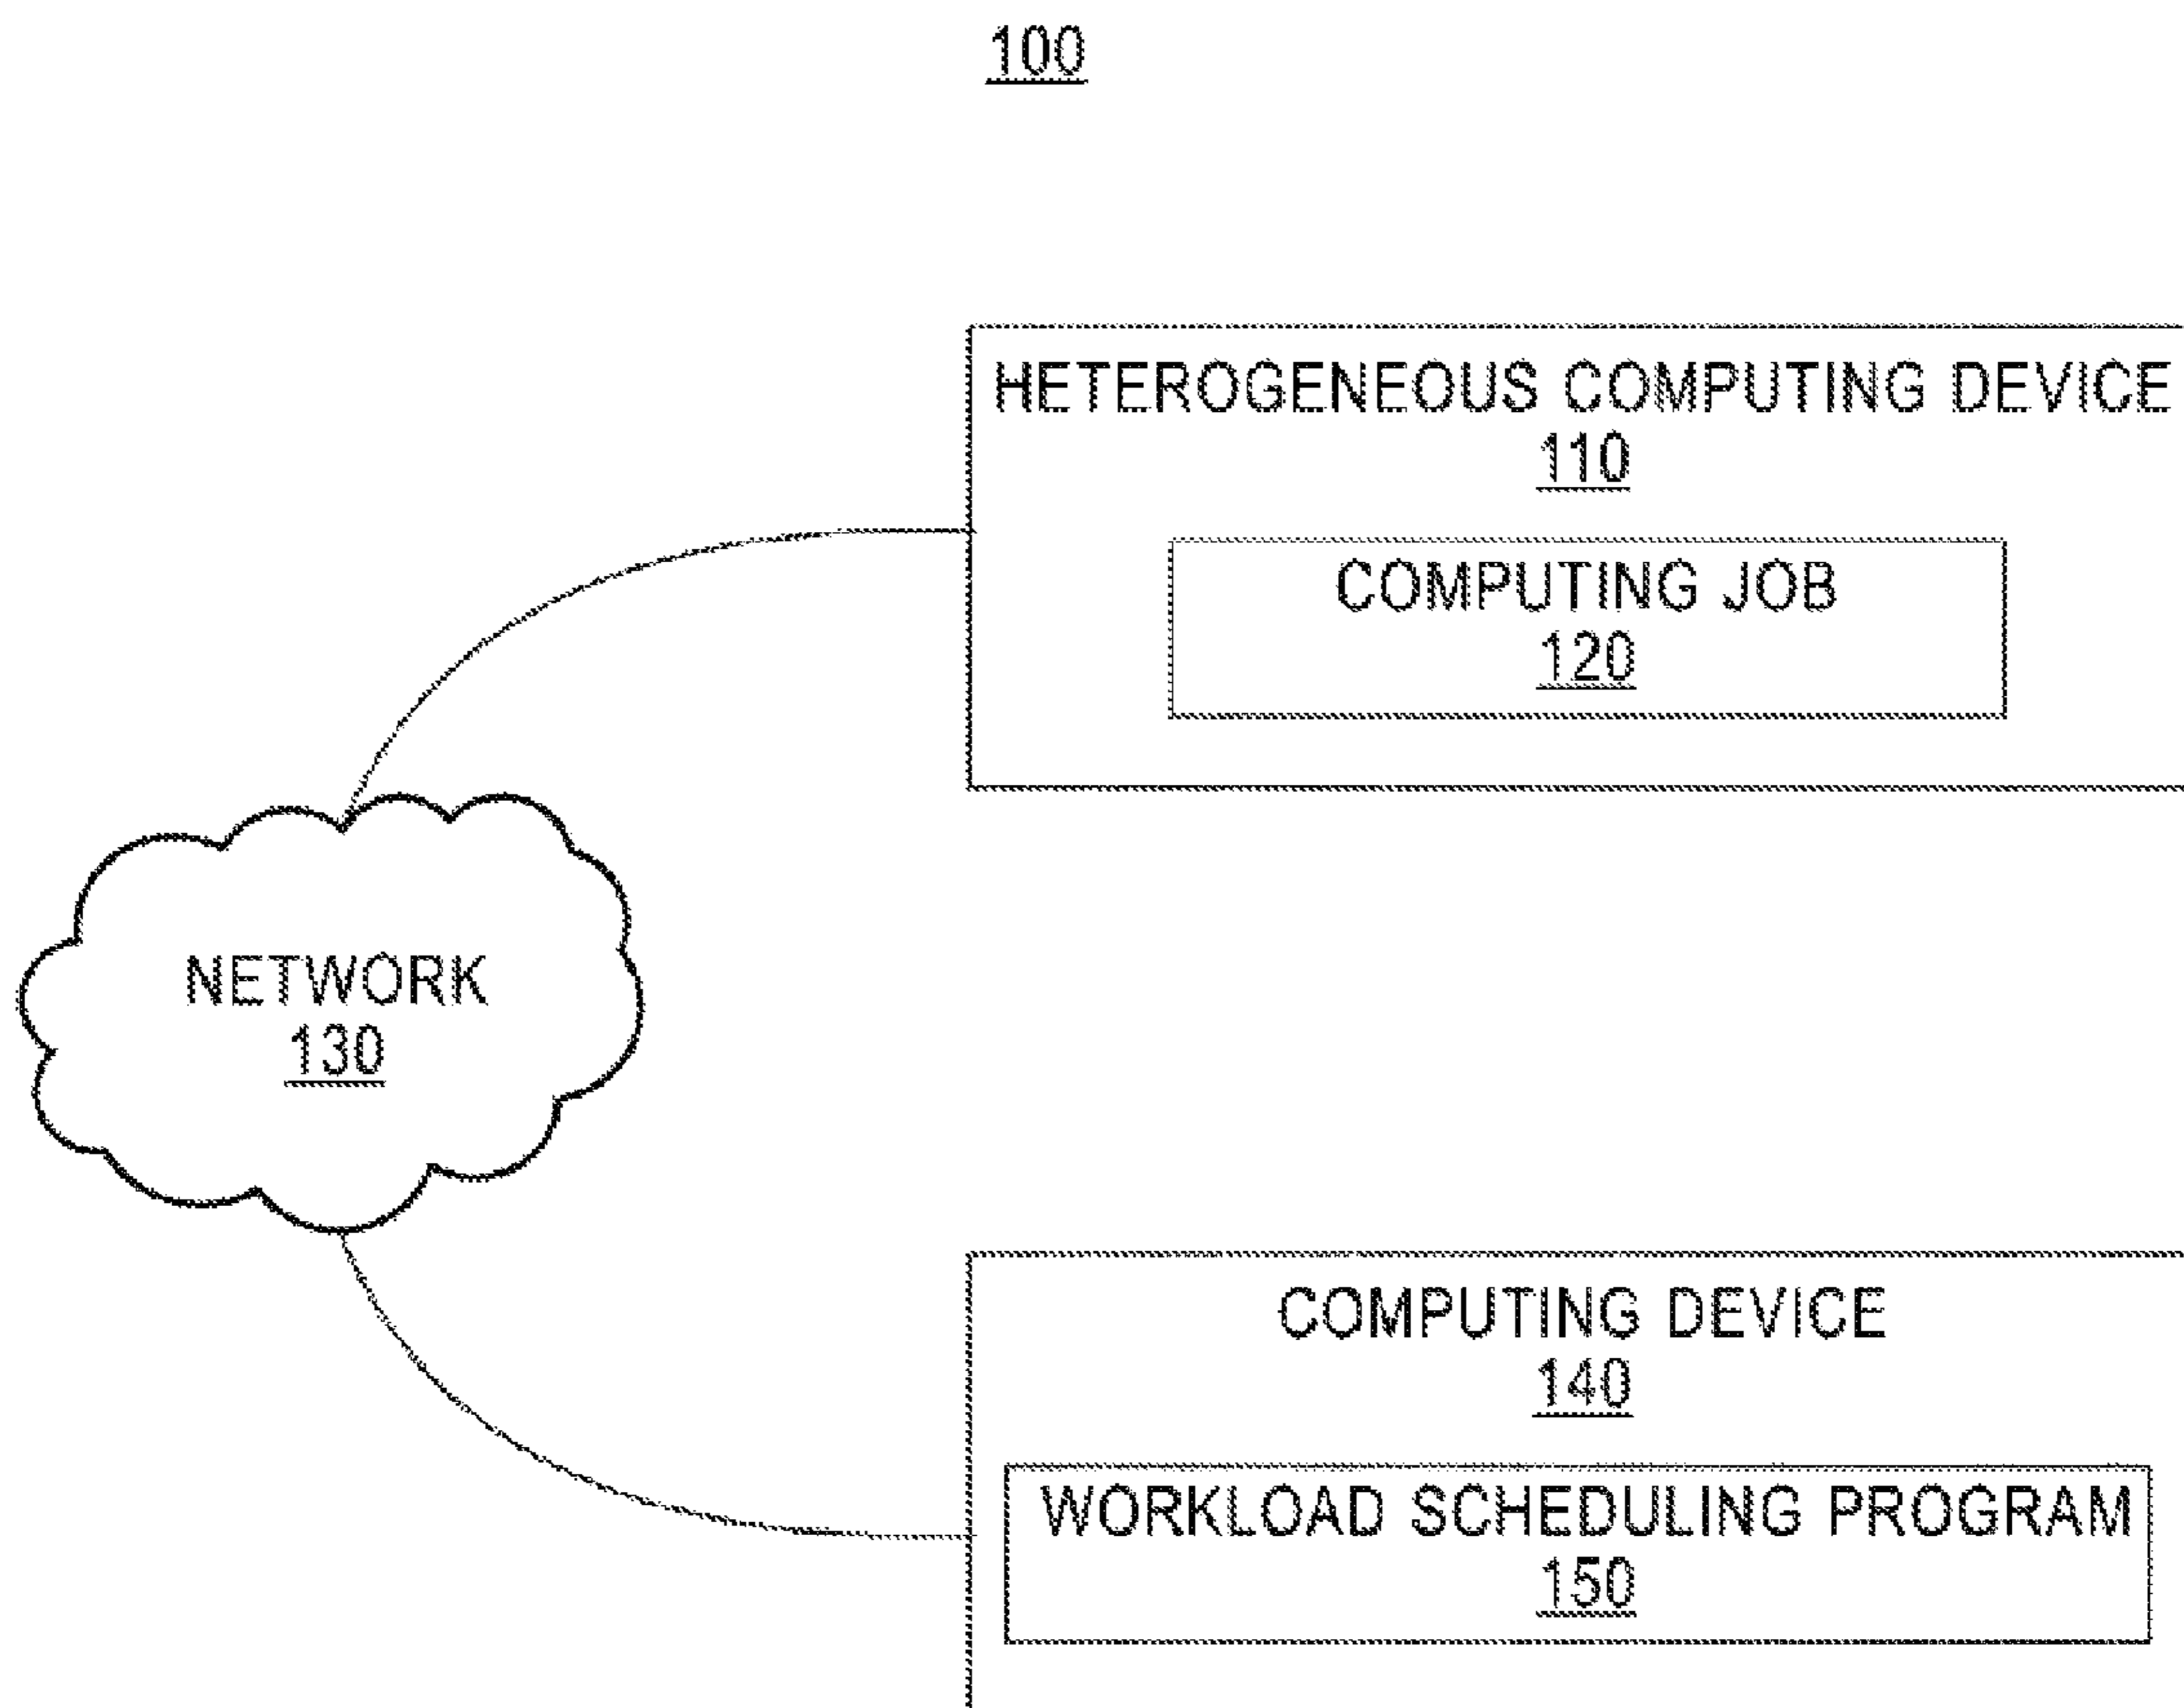 100
HETEROGENEOUS COMPUTING DEVICE
110
COMPUTING JOB
120
NETWORK
130
COMPUTING DEVICE
140
WORKLOAD SCHEDULING PROGRAM
150